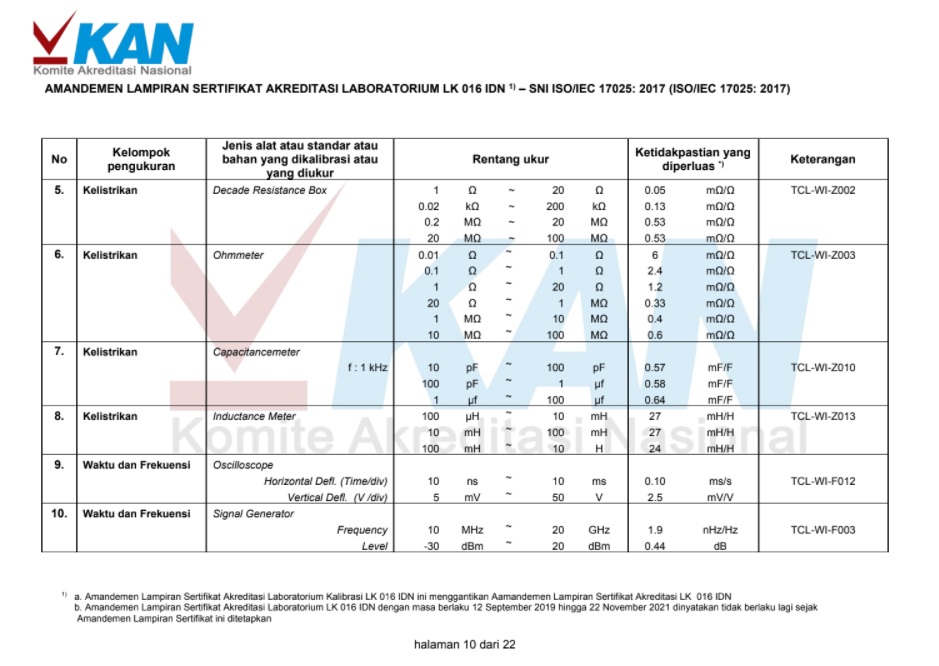 KAN
Komite Akreditasi Nasional
AMANDEMEN LAMPIRAN SERTIFIKAT AKREDITASI LABORATORIUM LK 016 IDN ¹⁾ – SNI ISO/IEC 17025: 2017 (ISO/IEC 17025: 2017)
No Kelompok pengukuran Jenis alat atau standar atau bahan yang dikalibrasi atau yang diukur Rentang ukur Ketidakpastian yang diperluas *) Keterangan
5. Kelistrikan Decade Resistance Box 1 Ω ~ 20 Ω 0.05 mΩ/Ω TCL-WI-Z002
0.02 kΩ ~ 200 kΩ 0.13 mΩ/Ω
0.2 MΩ ~ 20 MΩ 0.53 mΩ/Ω
20 MΩ ~ 100 MΩ 0.53 mΩ/Ω
6. Kelistrikan Ohmmeter 0.01 Ω ~ 0.1 Ω 6 mΩ/Ω TCL-WI-Z003
0.1 Ω ~ 1 Ω 2.4 mΩ/Ω
1 Ω ~ 20 Ω 1.2 mΩ/Ω
20 Ω ~ 1 MΩ 0.33 mΩ/Ω
1 MΩ ~ 10 MΩ 0.4 mΩ/Ω
10 MΩ ~ 100 MΩ 0.6 mΩ/Ω
7. Kelistrikan Capacitancemeter
f : 1 kHz 10 pF ~ 100 pF 0.57 mF/F TCL-WI-Z010
100 pF ~ 1 µf 0.58 mF/F
1 µf ~ 100 µf 0.64 mF/F
8. Kelistrikan Inductance Meter 100 µH ~ 10 mH 27 mH/H TCL-WI-Z013
10 mH ~ 100 mH 27 mH/H
100 mH ~ 10 H 24 mH/H
9. Waktu dan Frekuensi Oscilloscope
Horizontal Defl. (Time/div) 10 ns ~ 10 ms 0.10 ms/s TCL-WI-F012
Vertical Defl. (V /div) 5 mV ~ 50 V 2.5 mV/V
10. Waktu dan Frekuensi Signal Generator
Frequency 10 MHz ~ 20 GHz 1.9 nHz/Hz TCL-WI-F003
Level -30 dBm ~ 20 dBm 0.44 dB
KAN
Komite Akreditasi Nasional
¹⁾ a. Amandemen Lampiran Sertifikat Akreditasi Laboratorium Kalibrasi LK 016 IDN ini menggantikan Aamandemen Lampiran Sertifikat Akreditasi LK 016 IDN
b. Amandemen Lampiran Sertifikat Akreditasi Laboratorium LK 016 IDN dengan masa berlaku 12 September 2019 hingga 22 November 2021 dinyatakan tidak berlaku lagi sejak
Amandemen Lampiran Sertifikat ini ditetapkan
halaman 10 dari 22